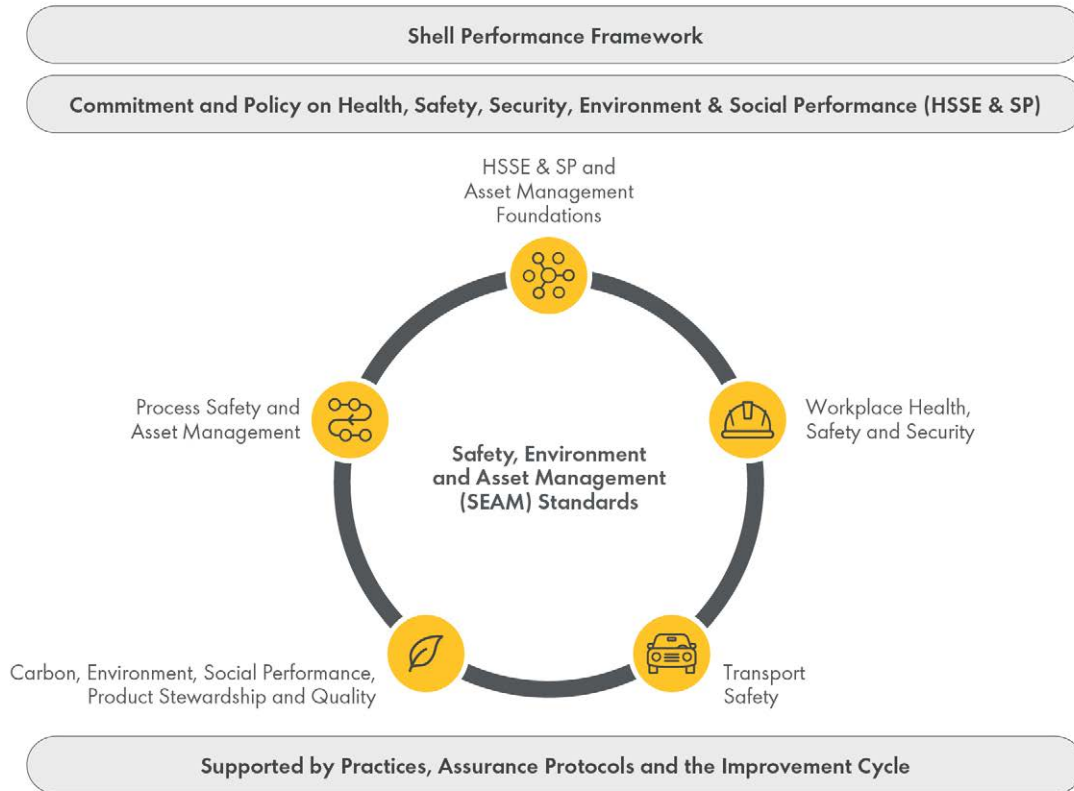 Shell Performance Framework
Commitment and Policy on Health, Safety, Security, Environment & Social Performance (HSSE & SP)
HSSE & SP and
Asset Management
Foundations
Process Safety and
Asset Management
Workplace Health,
Safety and Security
Safety, Environment
and Asset Management
(SEAM) Standards
Carbon, Environment, Social Performance,
Product Stewardship and Quality
Transport
Safety
Supported by Practices, Assurance Protocols and the Improvement Cycle